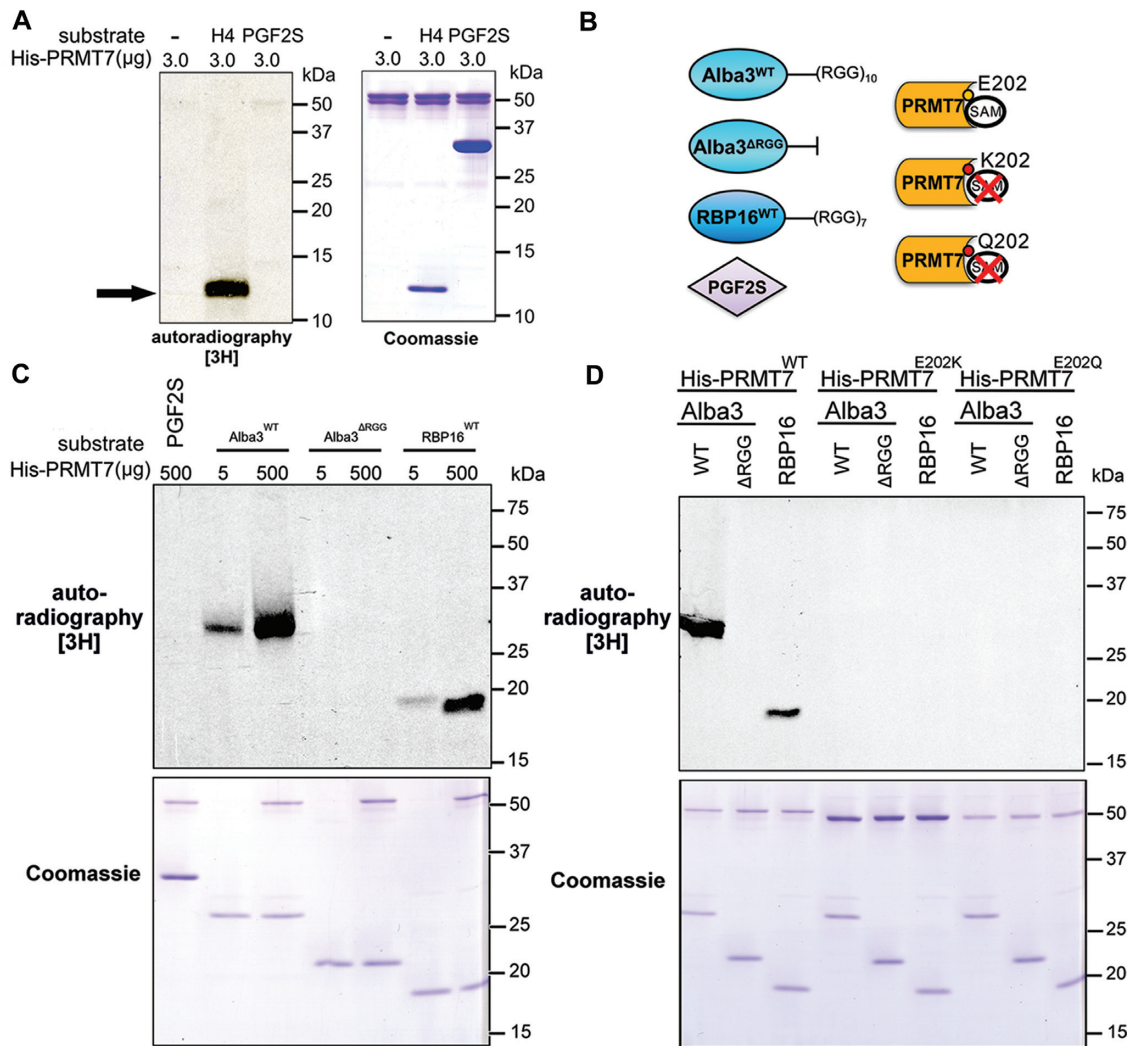 A
substrate – H4 PGF2S
His-PRMT7(µg) 3.0 3.0 3.0
kDa
50
37
25
20
15
10
autoradiography
[3H]
– H4 PGF2S
3.0 3.0 3.0
kDa
50
37
25
20
15
10
Coomassie
B
Alba3WT (RGG)10
Alba3ΔRGG
RBP16WT (RGG)7
PGF2S
E202
PRMT7 SAM
K202
PRMT7 SAM
Q202
PRMT7 SAM
C
substrate PGF2S Alba3WT Alba3ΔRGG RBP16WT
His-PRMT7(µg) 500 5 500 5 500 5 500
kDa
75
50
37
25
20
15
auto-
radiography
[3H]
50
37
25
20
15
Coomassie
D
His-PRMT7WT His-PRMT7E202K His-PRMT7E202Q
Alba3 Alba3 Alba3
WT ΔRGG RBP16 WT ΔRGG RBP16 WT ΔRGG RBP16
kDa
75
50
37
25
20
15
auto-
radiography
[3H]
50
37
25
20
15
Coomassie